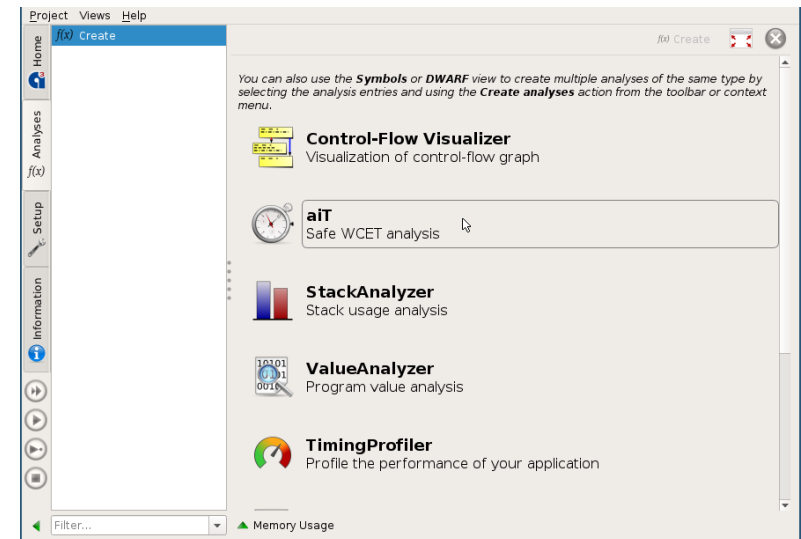 Project Views Help
Home
Analyses
f(x)
Setup
Information
f(x) Create
f(x) Create
You can also use the Symbols or DWARF view to create multiple analyses of the same type by
selecting the analysis entries and using the Create analyses action from the toolbar or context
menu.
Control-Flow Visualizer
Visualization of control-flow graph
aiT
Safe WCET analysis
StackAnalyzer
Stack usage analysis
ValueAnalyzer
Program value analysis
TimingProfiler
Profile the performance of your application
Filter...
Memory Usage